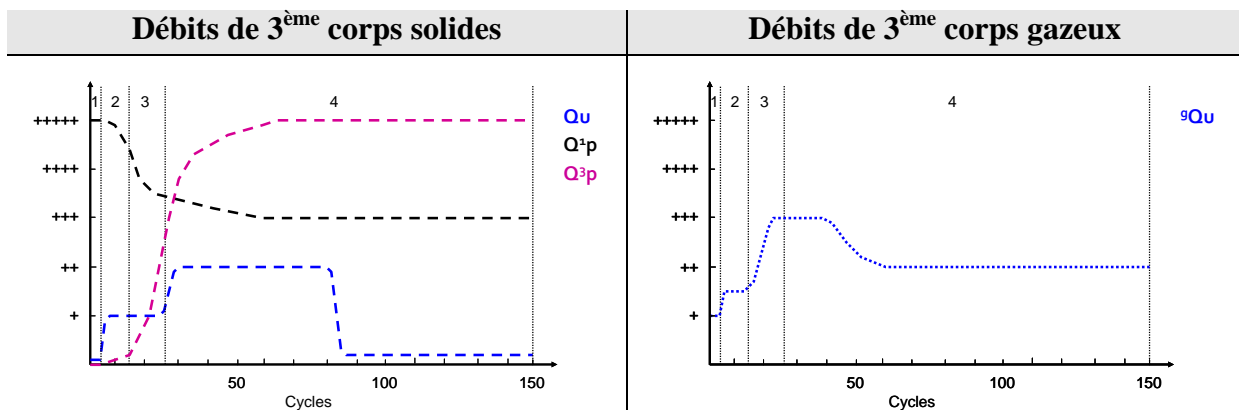 Débits de 3ème corps solides
Débits de 3ème corps gazeux
1 2 3 4
+++++
++++
+++
++
+
Qu
Q¹p
Q³p
50 100 150
Cycles
1 2 3 4
+++++
++++
+++
++
+
ᵍQu
50 100 150
Cycles